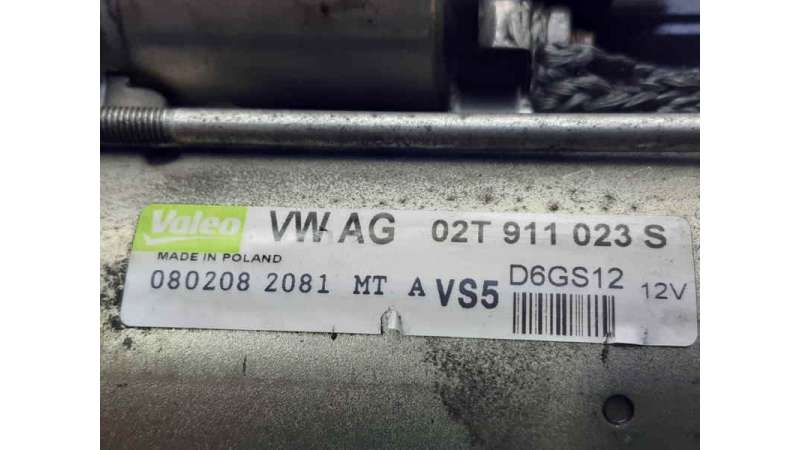 Valeo VW AG 02T 911 023 S
MADE IN POLAND
080208 2081 MT A VS5 D6GS12 12V